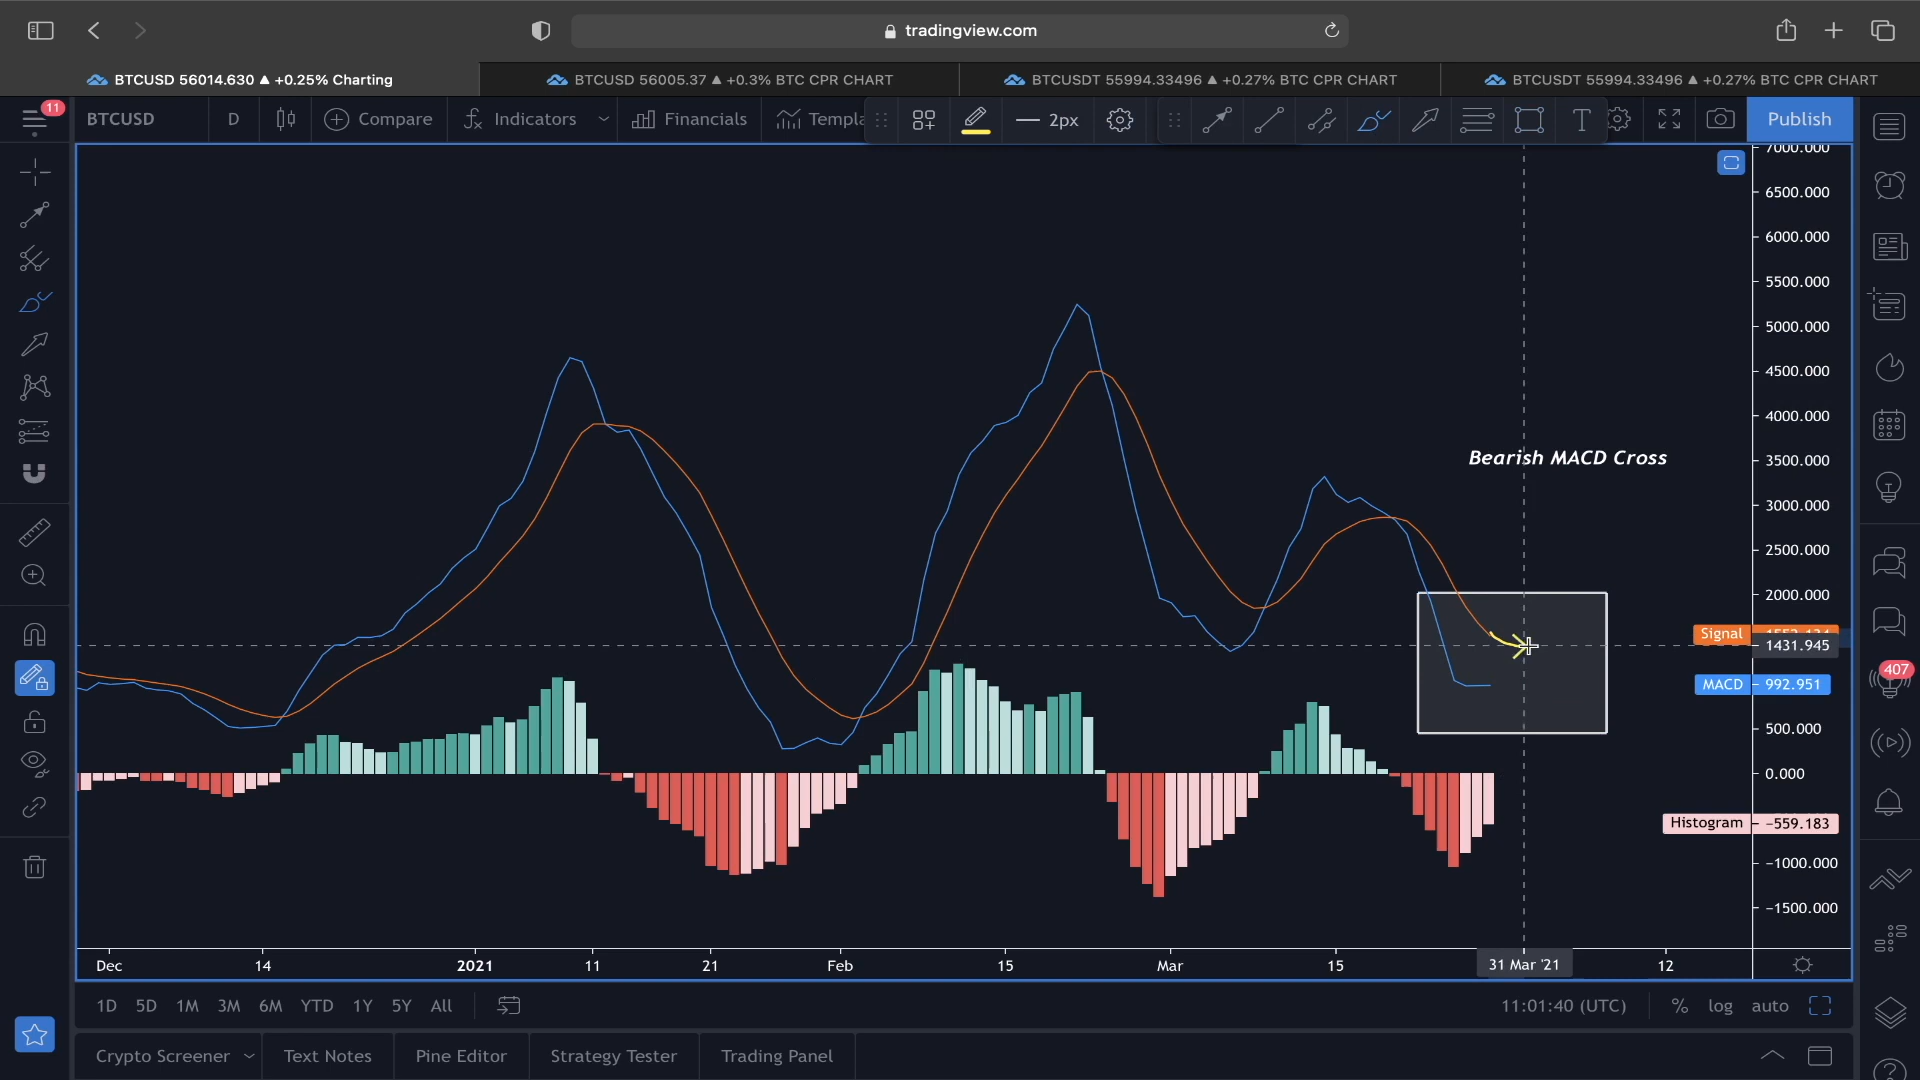 tradingview.com
BTCUSD 56014.630 ▲ +0.25% Charting
BTCUSD 56005.37 ▲ +0.3% BTC CPR CHART
BTCUSDT 55994.33496 ▲ +0.27% BTC CPR CHART
BTCUSDT 55994.33496 ▲ +0.27% BTC CPR CHART
11
BTCUSD D Compare Indicators Financials Templa 2px T Publish
7000.000
6500.000
6000.000
5500.000
5000.000
4500.000
4000.000
Bearish MACD Cross
3500.000
3000.000
2500.000
2000.000
Signal
1431.945
407
MACD 992.951
500.000
0.000
Histogram −559.183
−1000.000
−1500.000
Dec 14 2021 11 21 Feb 15 Mar 15 31 Mar '21 12
1D 5D 1M 3M 6M YTD 1Y 5Y All 11:01:40 (UTC) % log auto
Crypto Screener Text Notes Pine Editor Strategy Tester Trading Panel